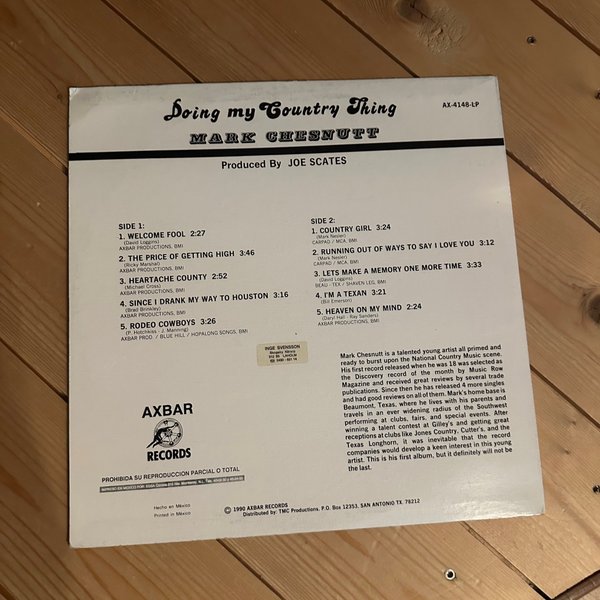 Doing my Country Thing
AX-4148-LP
MARK CHESNUTT
Produced By JOE SCATES
SIDE 1:
1. WELCOME FOOL 2:27
(David Loggins)
AXBAR PRODUCTIONS, BMI
2. THE PRICE OF GETTING HIGH 3:46
(Ricky Marshal)
AXBAR PRODUCTIONS, BMI
3. HEARTACHE COUNTY 2:52
(Michael Cross)
AXBAR PRODUCTIONS, BMI
4. SINCE I DRANK MY WAY TO HOUSTON 3:16
(Brad Brinkley)
AXBAR PRODUCTIONS, BMI
5. RODEO COWBOYS 3:26
(P. Hotchkiss - J. Manning)
AXBAR PROD. / BLUE HILL / HOPALONG SONGS, BMI
SIDE 2:
1. COUNTRY GIRL 3:24
(Mark Nesler)
CARPAD / MCA, BMI
2. RUNNING OUT OF WAYS TO SAY I LOVE YOU 3:12
(Mark Nesler)
CARPAD / MCA, BMI
3. LETS MAKE A MEMORY ONE MORE TIME 3:33
(David Loggins)
BEAU - TEX / SHAVEN LEG, BMI
4. I'M A TEXAN 3:21
(Bill Emerson)
5. HEAVEN ON MY MIND 2:24
(Daryl Hall - Ray Sanders)
AXBAR PRODUCTIONS, BMI
INGE SVENSSON
Mark Chesnutt is a talented young artist all primed and
ready to burst upon the National Country Music scene.
His first record released when he was 18 was selected as
the Discovery record of the month by Music Row
Magazine and received great reviews by several trade
publications. Since then he has released 4 more singles
and had good reviews on all of them. Mark's home base is
Beaumont, Texas, where he lives with his parents and
travels in an ever widening radius of the Southwest
performing at clubs, fairs, and special events. After
winning a talent contest at Gilley's and getting great
receptions at clubs like Jones Country, Cutter's, and the
Texas Longhorn, it was inevitable that the record
companies would develop a keen interest in this young
artist. This is his first album, but it definitely will not be
the last.
AXBAR
RECORDS
PROHIBIDA SU REPRODUCCION PARCIAL O TOTAL
Hecho en México
Printed in México
© 1990 AXBAR RECORDS
Distributed by: TMC Productions, P.O. Box 12353, SAN ANTONIO TX. 78212